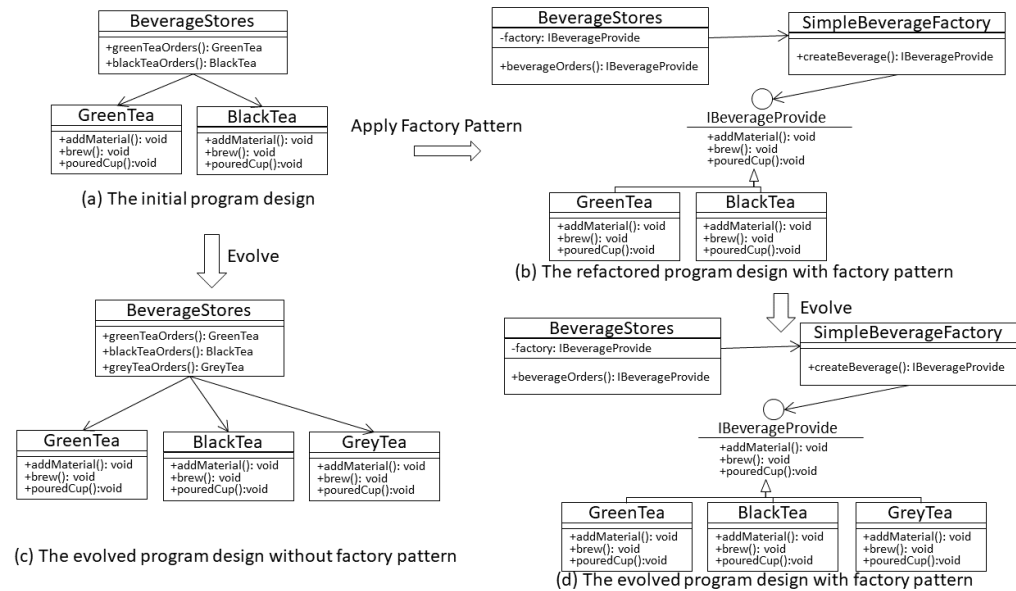 BeverageStores
+greenTeaOrders(): GreenTea
+blackTeaOrders(): BlackTea
GreenTea
+addMaterial(): void
+brew(): void
+pouredCup():void
BlackTea
+addMaterial(): void
+brew(): void
+pouredCup():void
(a) The initial program design
Apply Factory Pattern
BeverageStores
-factory: IBeverageProvide
+beverageOrders(): IBeverageProvide
SimpleBeverageFactory
+createBeverage(): IBeverageProvide
IBeverageProvide
+addMaterial(): void
+brew(): void
+pouredCup(): void
GreenTea
+addMaterial(): void
+brew(): void
+pouredCup():void
BlackTea
+addMaterial(): void
+brew(): void
+pouredCup():void
(b) The refactored program design with factory pattern
Evolve
BeverageStores
+greenTeaOrders(): GreenTea
+blackTeaOrders(): BlackTea
+greyTeaOrders(): GreyTea
GreenTea
+addMaterial(): void
+brew(): void
+pouredCup():void
BlackTea
+addMaterial(): void
+brew(): void
+pouredCup():void
GreyTea
+addMaterial(): void
+brew(): void
+pouredCup():void
(c) The evolved program design without factory pattern
Evolve
BeverageStores
-factory: IBeverageProvide
+beverageOrders(): IBeverageProvide
SimpleBeverageFactory
+createBeverage(): IBeverageProvide
IBeverageProvide
+addMaterial(): void
+brew(): void
+pouredCup(): void
GreenTea
+addMaterial(): void
+brew(): void
+pouredCup():void
BlackTea
+addMaterial(): void
+brew(): void
+pouredCup():void
GreyTea
+addMaterial(): void
+brew(): void
+pouredCup():void
(d) The evolved program design with factory pattern